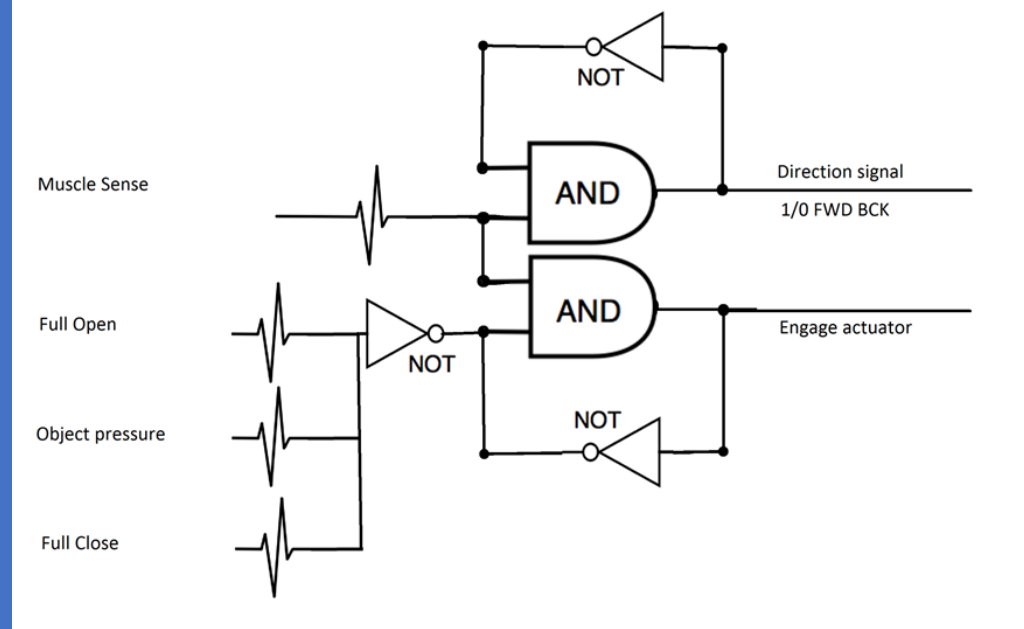 NOT
Muscle Sense
AND
Direction signal
1/0 FWD BCK
Full Open
AND
Engage actuator
NOT
NOT
Object pressure
Full Close